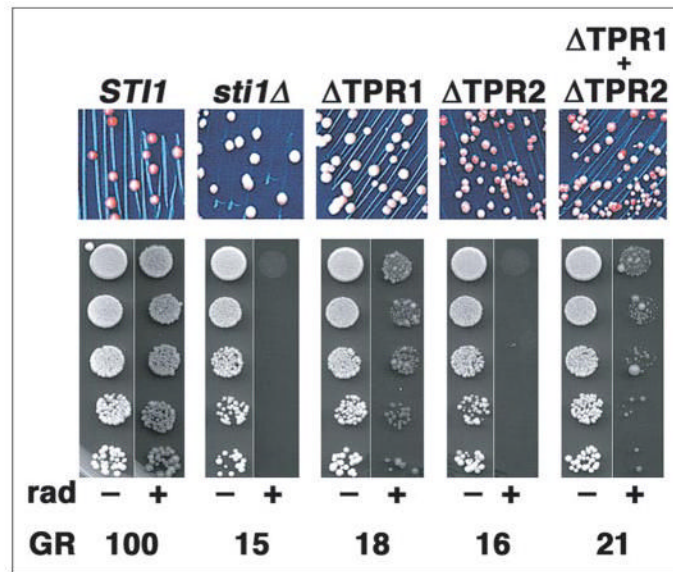 ΔTPR1
+
STI1 sti1Δ ΔTPR1 ΔTPR2 ΔTPR2
rad − + − + − + − + − +
GR 100 15 18 16 21